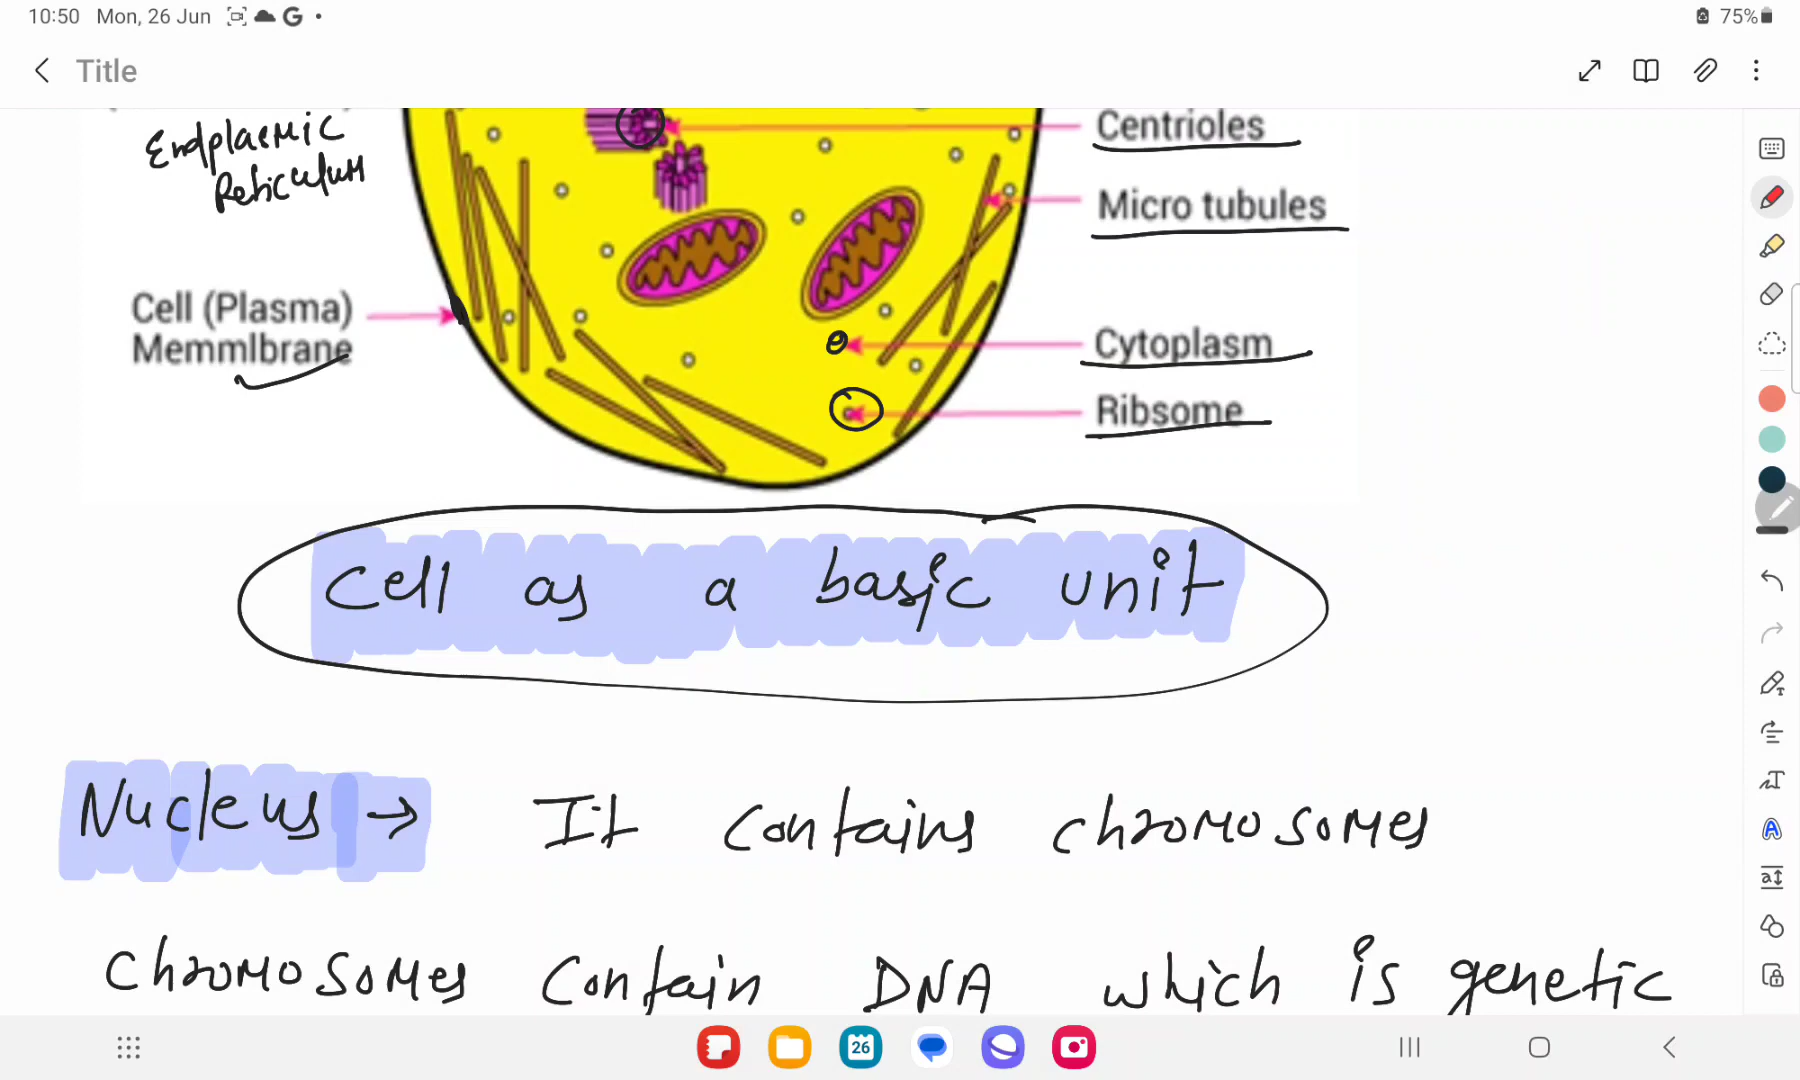 10:50 Mon, 26 Jun G
75%
Title
Endplasmic
Reticulum
Centrioles
Micro tubules
Cell (Plasma)
Memmlbrane
Cytoplasm
Ribsome
Cell as a basic unit
Nucleus → It contains chromosomes
Chromosomes contain DNA which is genetic
26